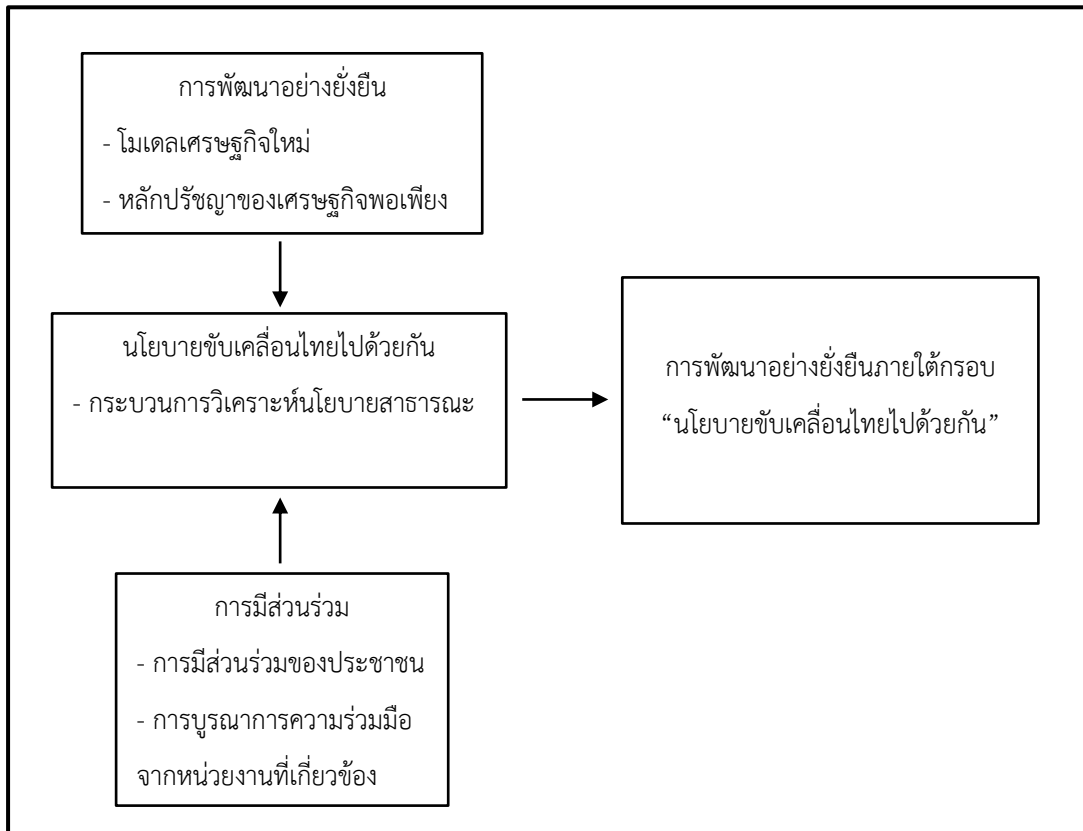 การพัฒนาอย่างยั่งยืน
- โมเดลเศรษฐกิจใหม่
- หลักปรัชญาของเศรษฐกิจพอเพียง
นโยบายขับเคลื่อนไทยไปด้วยกัน
- กระบวนการวิเคราะห์นโยบายสาธารณะ
การพัฒนาอย่างยั่งยืนภายใต้กรอบ
“นโยบายขับเคลื่อนไทยไปด้วยกัน”
การมีส่วนร่วม
- การมีส่วนร่วมของประชาชน
- การบูรณาการความร่วมมือ
จากหน่วยงานที่เกี่ยวข้อง